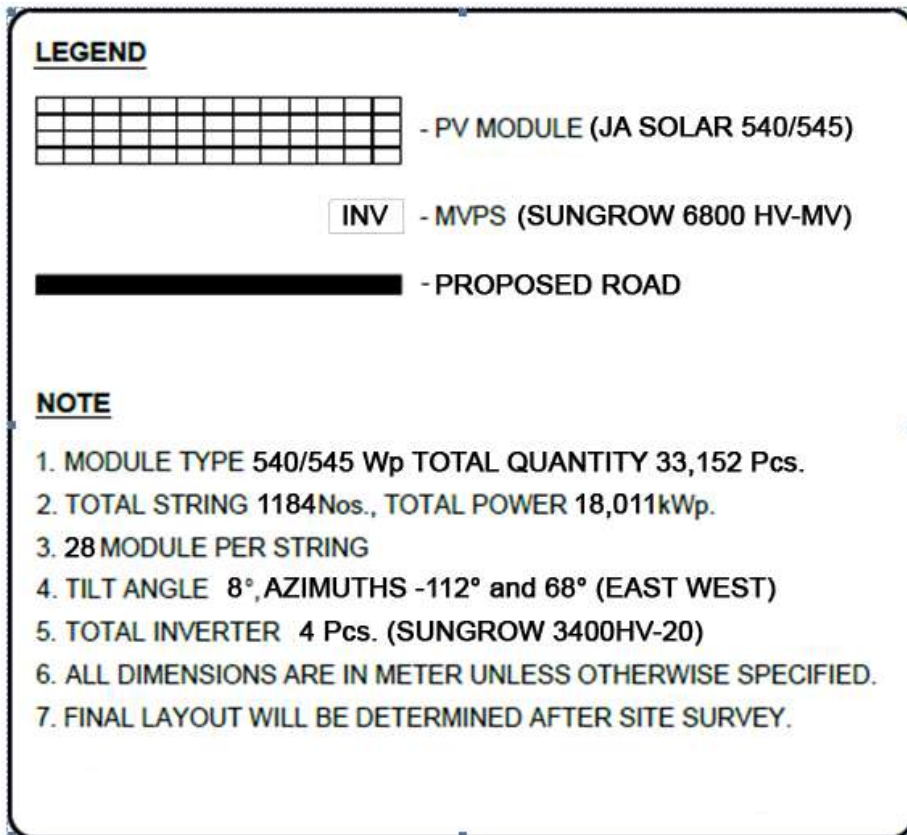 LEGEND
- PV MODULE (JA SOLAR 540/545)
INV - MVPS (SUNGROW 6800 HV-MV)
- PROPOSED ROAD
NOTE
1. MODULE TYPE 540/545 Wp TOTAL QUANTITY 33,152 Pcs.
2. TOTAL STRING 1184Nos., TOTAL POWER 18,011kWp.
3. 28 MODULE PER STRING
4. TILT ANGLE 8°, AZIMUTHS -112° and 68° (EAST WEST)
5. TOTAL INVERTER 4 Pcs. (SUNGROW 3400HV-20)
6. ALL DIMENSIONS ARE IN METER UNLESS OTHERWISE SPECIFIED.
7. FINAL LAYOUT WILL BE DETERMINED AFTER SITE SURVEY.